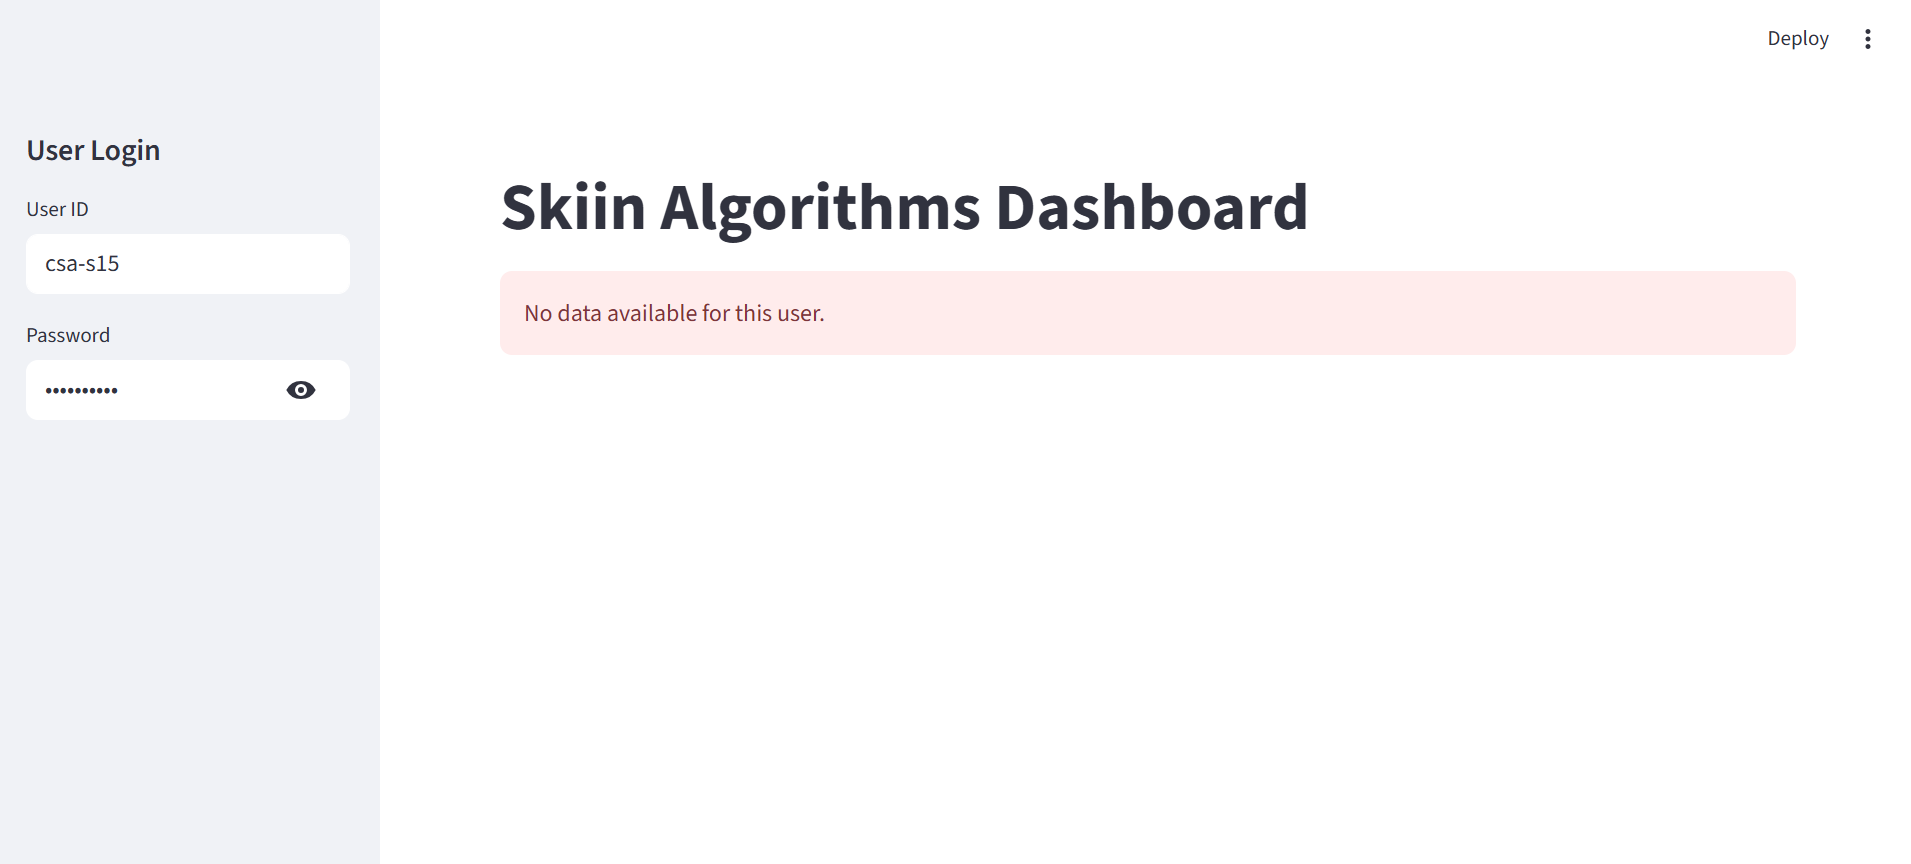 Deploy
User Login
User ID
csa-s15
Password
••••••••••
Skiin Algorithms Dashboard
No data available for this user.